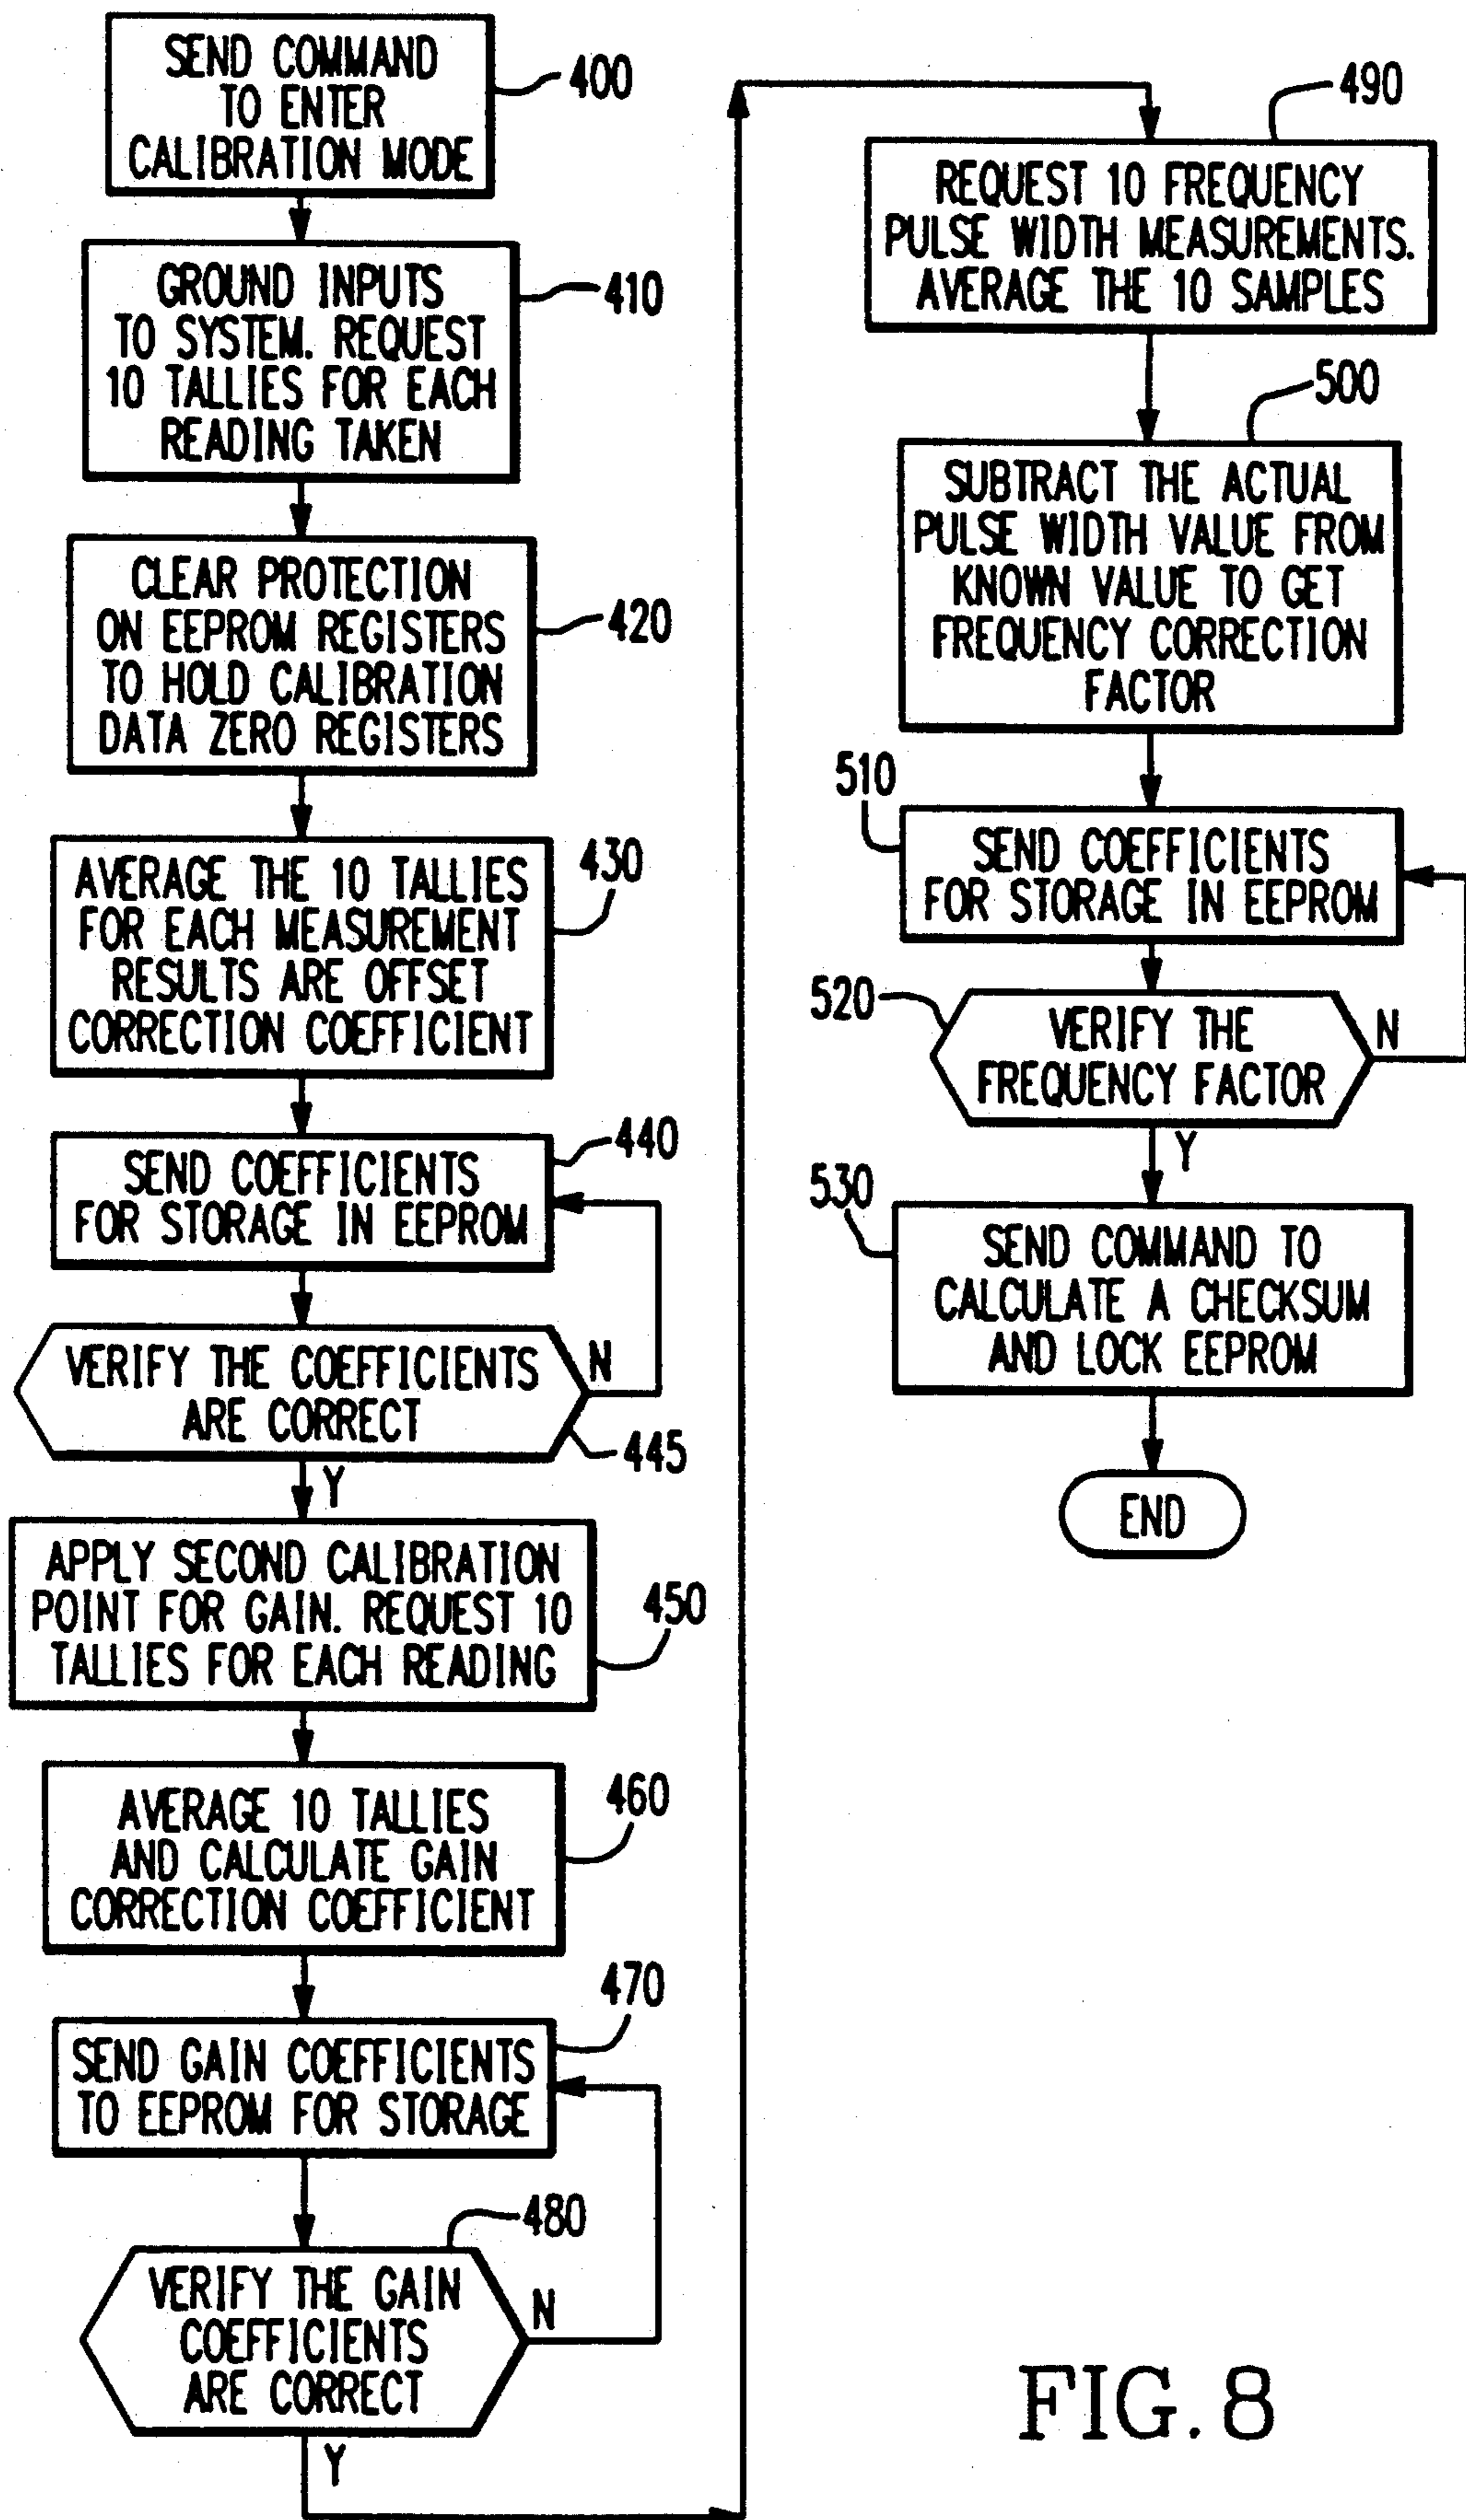 SEND COMMAND
TO ENTER
CALIBRATION MODE
400
GROUND INPUTS
TO SYSTEM. REQUEST
10 TALLIES FOR EACH
READING TAKEN
410
CLEAR PROTECTION
ON EEPROM REGISTERS
TO HOLD CALIBRATION
DATA ZERO REGISTERS
420
AVERAGE THE 10 TALLIES
FOR EACH MEASUREMENT
RESULTS ARE OFFSET
CORRECTION COEFFICIENT
430
SEND COEFFICIENTS
FOR STORAGE IN EEPROM
440
VERIFY THE COEFFICIENTS
ARE CORRECT
N
445
Y
APPLY SECOND CALIBRATION
POINT FOR GAIN. REQUEST 10
TALLIES FOR EACH READING
450
AVERAGE 10 TALLIES
AND CALCULATE GAIN
CORRECTION COEFFICIENT
460
SEND GAIN COEFFICIENTS
TO EEPROM FOR STORAGE
470
480
VERIFY THE GAIN
COEFFICIENTS
ARE CORRECT
N
Y
490
REQUEST 10 FREQUENCY
PULSE WIDTH MEASUREMENTS.
AVERAGE THE 10 SAMPLES
500
SUBTRACT THE ACTUAL
PULSE WIDTH VALUE FROM
KNOWN VALUE TO GET
FREQUENCY CORRECTION
FACTOR
510
SEND COEFFICIENTS
FOR STORAGE IN EEPROM
520
VERIFY THE
FREQUENCY FACTOR
N
Y
530
SEND COMMAND TO
CALCULATE A CHECKSUM
AND LOCK EEPROM
END
FIG. 8